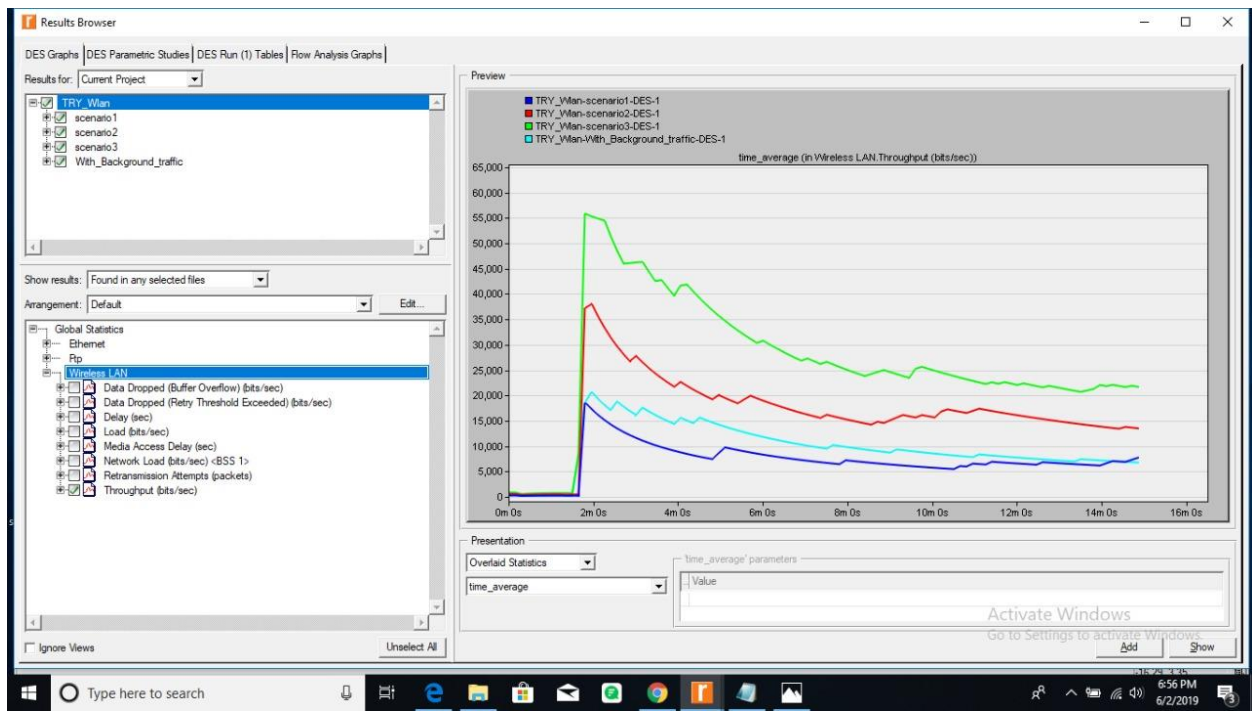 Results Browser
DES Graphs DES Parametric Studies DES Run (1) Tables Flow Analysis Graphs
Results for: Current Project
TRY_Wlan
scenario1
scenario2
scenario3
With_Background_traffic
Show results: Found in any selected files
Arrangement: Default Edit...
Global Statistics
Ethernet
Rp
Wireless LAN
Data Dropped (Buffer Overflow) (bits/sec)
Data Dropped (Retry Threshold Exceeded) (bits/sec)
Delay (sec)
Load (bits/sec)
Media Access Delay (sec)
Network Load (bits/sec) <BSS 1>
Retransmission Attempts (packets)
Throughput (bits/sec)
Ignore Views Unselect All
Preview
TRY_Wlan-scenario1-DES-1
TRY_Wlan-scenario2-DES-1
TRY_Wlan-scenario3-DES-1
TRY_Wlan-With_Background_traffic-DES-1
time_average (in Wireless LAN.Throughput (bits/sec))
65,000
60,000
55,000
50,000
45,000
40,000
35,000
30,000
25,000
20,000
15,000
10,000
5,000
0
0m 0s 2m 0s 4m 0s 6m 0s 8m 0s 10m 0s 12m 0s 14m 0s 16m 0s
Presentation
Overlaid Statistics
time_average
'time_average' parameters
Value
Activate Windows
Go to Settings to activate Windows.
Add Show
Type here to search
6:56 PM
6/2/2019